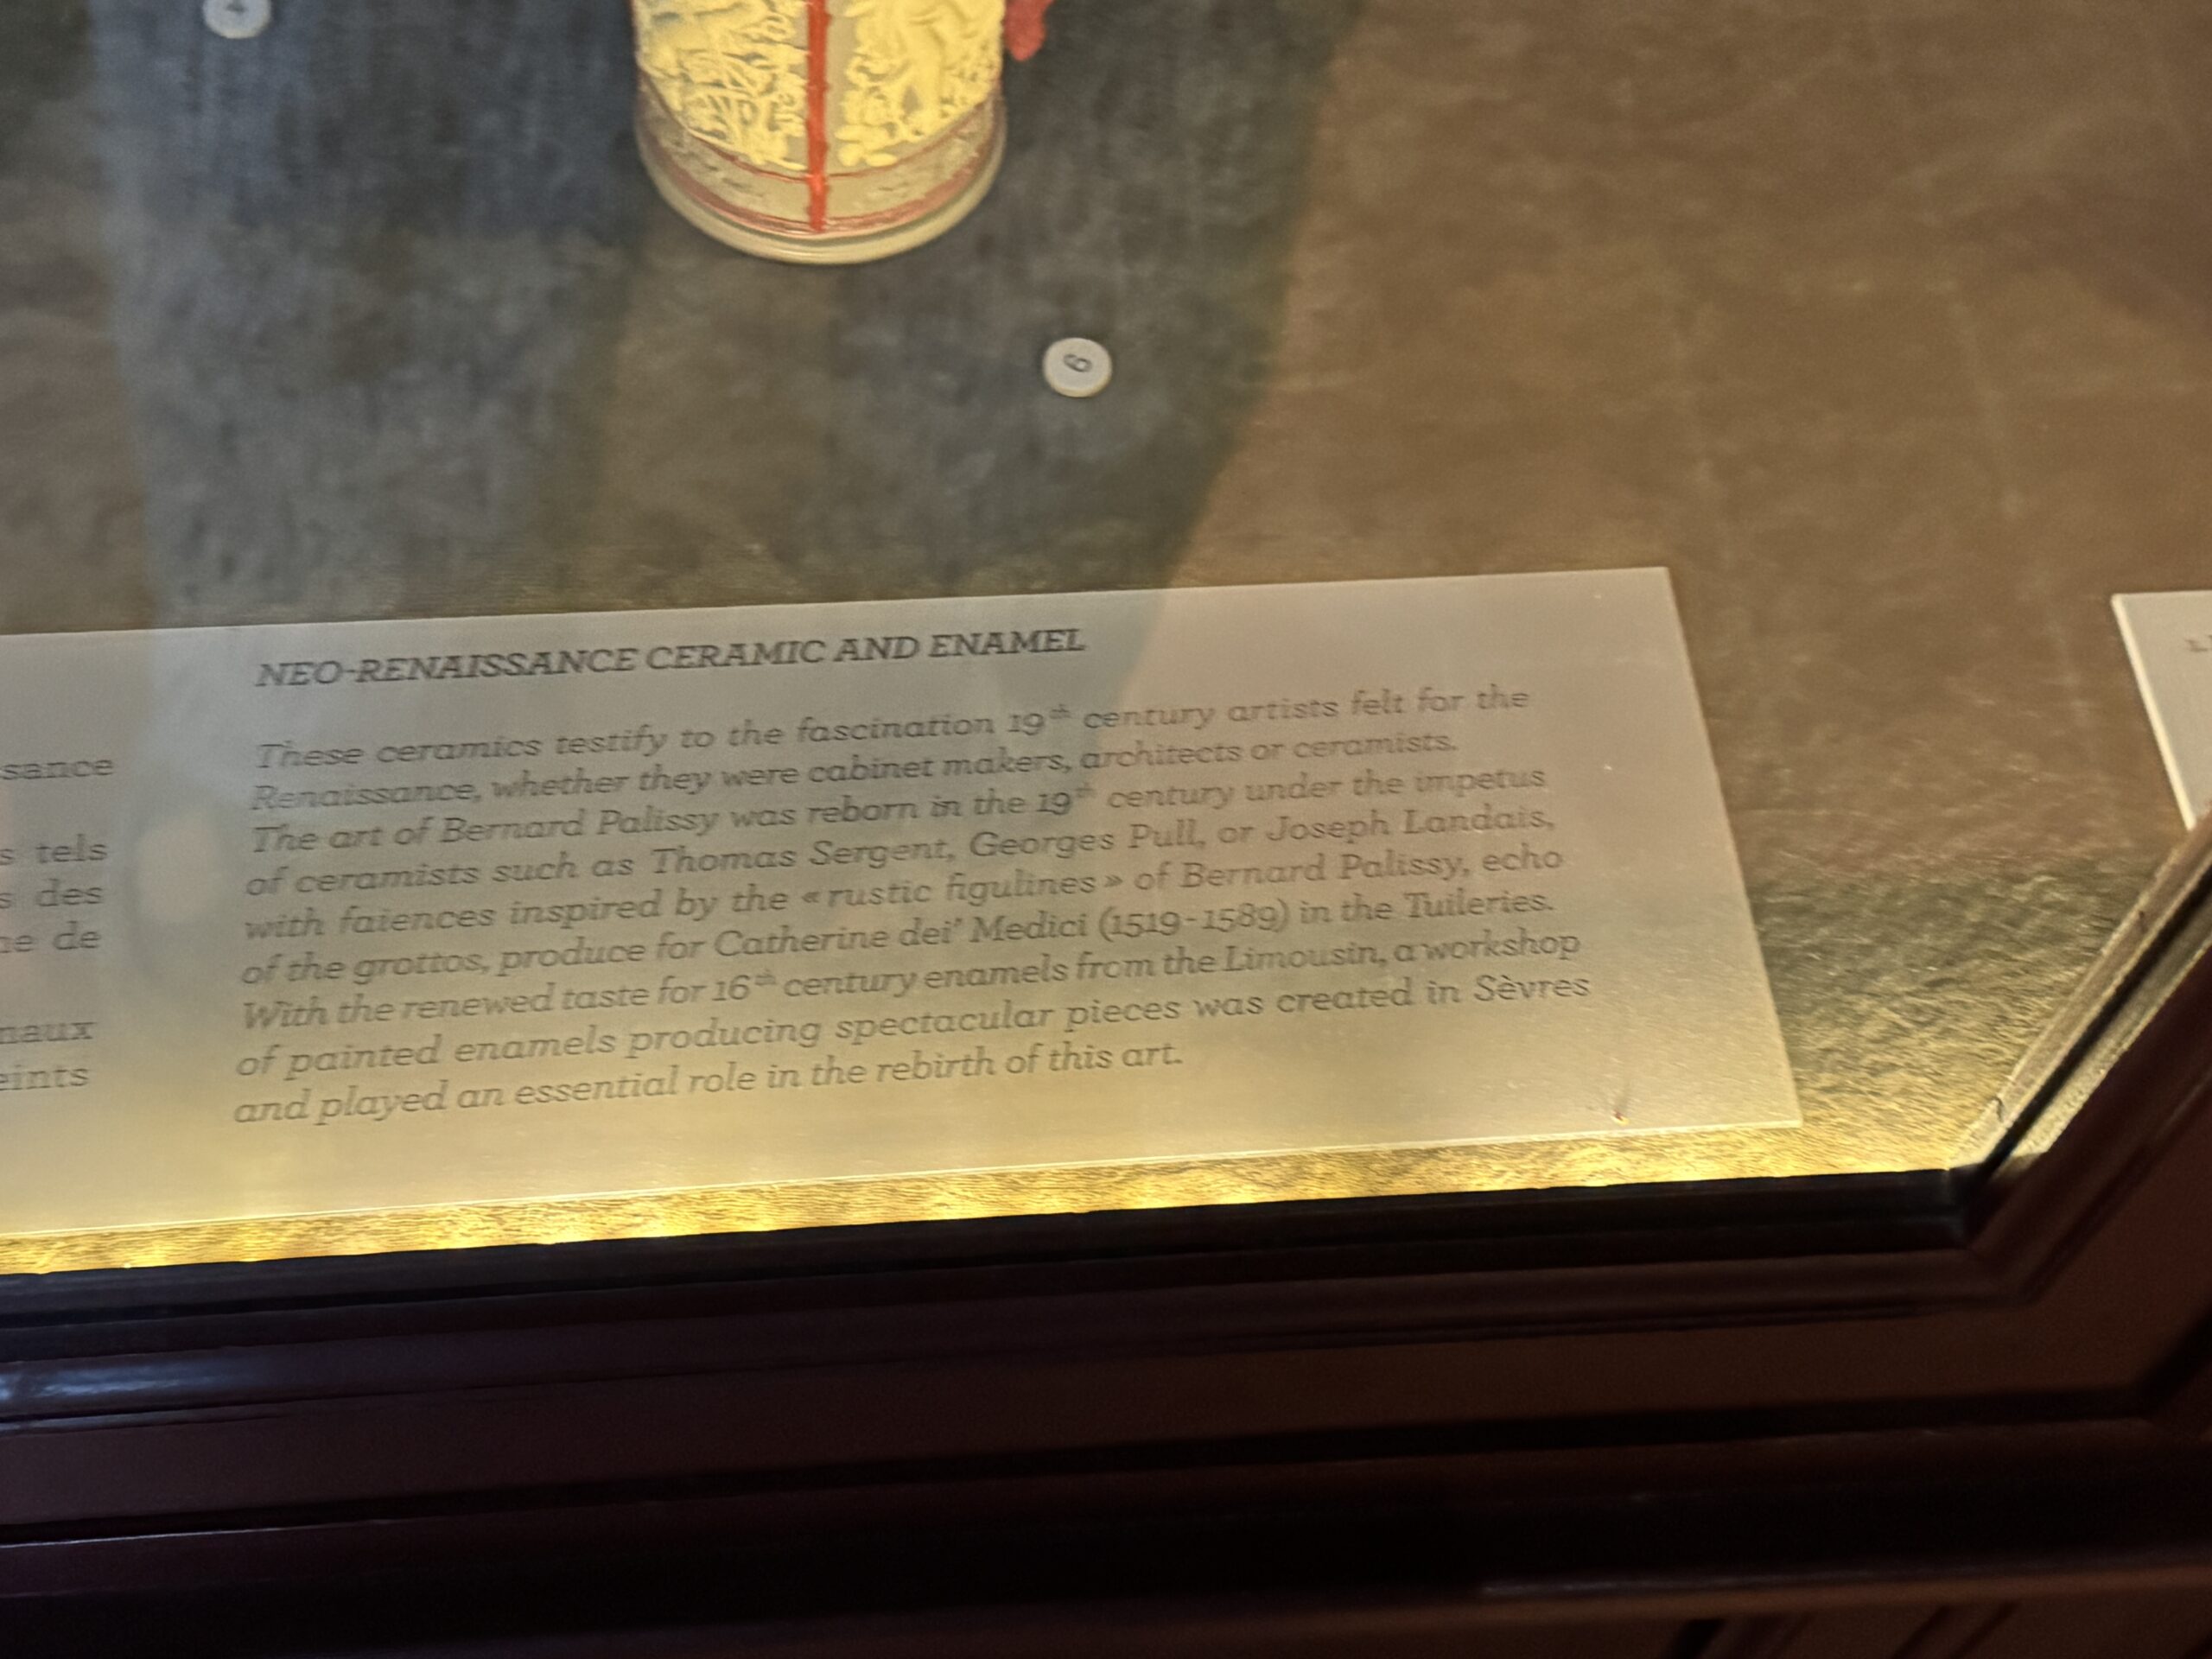 6
NEO-RENAISSANCE CERAMIC AND ENAMEL
These ceramics testify to the fascination 19th century artists felt for the
Renaissance, whether they were cabinet makers, architects or ceramists.
The art of Bernard Palissy was reborn in the 19th century under the impetus
of ceramists such as Thomas Sergent, Georges Pull, or Joseph Landais,
with faiences inspired by the « rustic figulines » of Bernard Palissy, echo
of the grottos, produce for Catherine dei' Medici (1519-1589) in the Tuileries.
With the renewed taste for 16th century enamels from the Limousin, a workshop
of painted enamels producing spectacular pieces was created in Sèvres
and played an essential role in the rebirth of this art.
sance
s tels
s des
ne de
naux
eints